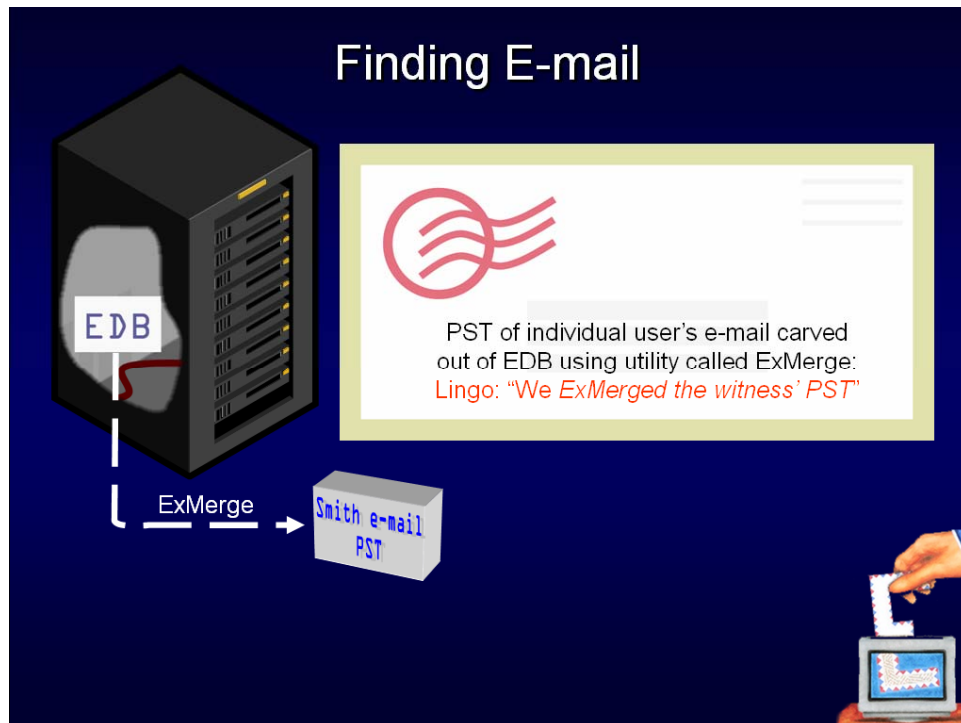 Finding E-mail
EDB
PST of individual user's e-mail carved
out of EDB using utility called ExMerge:
Lingo: “We ExMerged the witness' PST”
ExMerge
Smith e-mail
PST